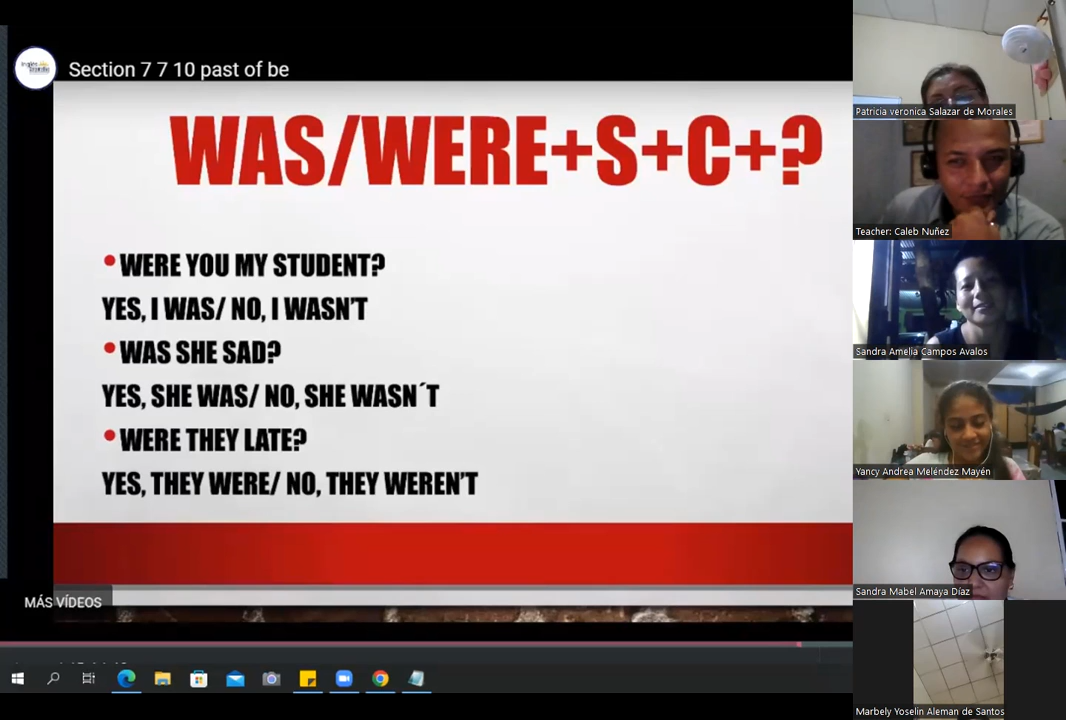 Section 7 7 10 past of be
WAS/WERE+S+C+?
•WERE YOU MY STUDENT?
YES, I WAS/ NO, I WASN'T
•WAS SHE SAD?
YES, SHE WAS/ NO, SHE WASN´T
•WERE THEY LATE?
YES, THEY WERE/ NO, THEY WEREN'T
MÁS VÍDEOS
Patricia veronica Salazar de Morales
Teacher: Caleb Nuñez
Sandra Amelia Campos Avalos
Yancy Andrea Meléndez Mayén
Sandra Mabel Amaya Díaz
Marbely Yoselin Aleman de Santos